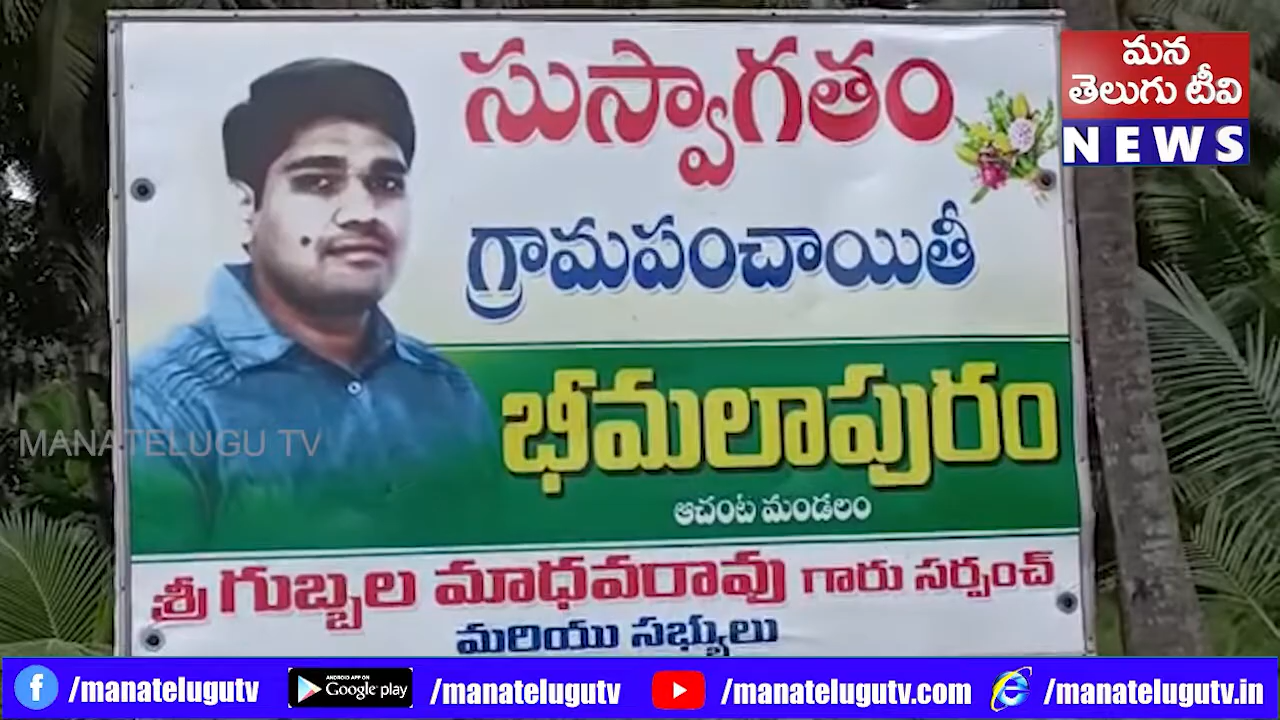 సుస్వాగతం
గ్రామపంచాయితీ
భీమలాపురం
ఆచంట మండలం
శ్రీ గుబ్బల మాధవరావు గారు సర్పంచ్
మరియు సభ్యులు
మన
తెలుగు టీవి
NEWS
MANATELUGU TV
/manatelugutv
ANDROID APP ON
Google play
/manatelugutv
/manatelugutv.com
/manatelugutv.in